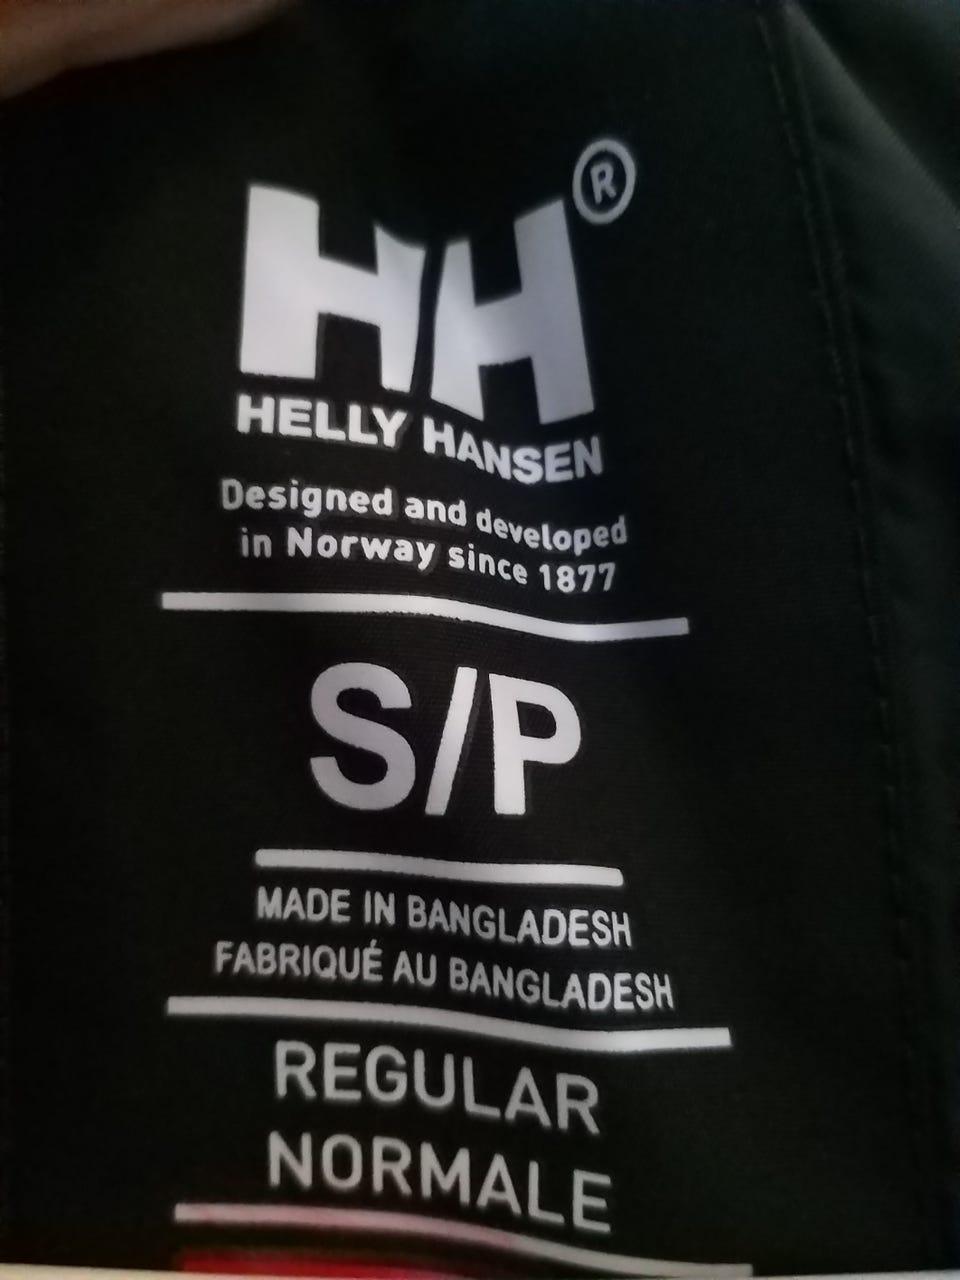 HH®
HELLY HANSEN
Designed and developed
in Norway since 1877
S/P
MADE IN BANGLADESH
FABRIQUÉ AU BANGLADESH
REGULAR
NORMALE